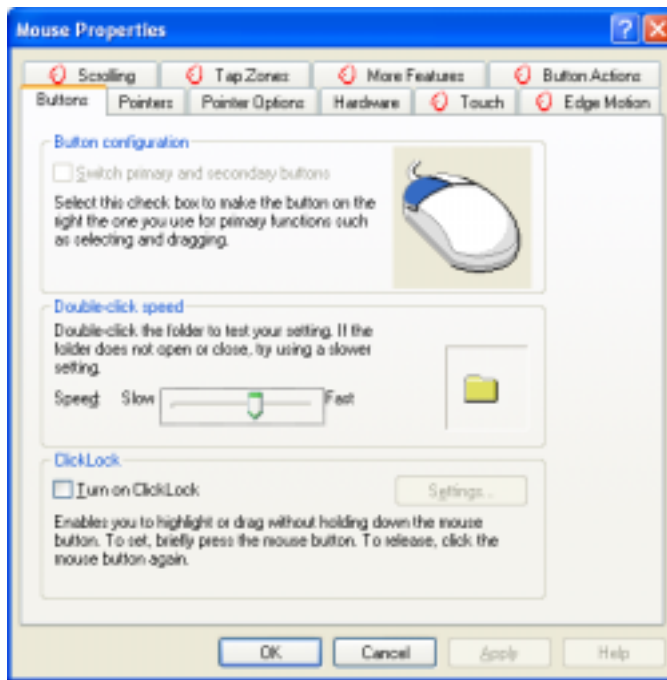 Mouse Properties
Scrolling Tap Zones More Features Button Actions
Buttons Pointers Pointer Options Hardware Touch Edge Motion
Button configuration
Switch primary and secondary buttons
Select this check box to make the button on the
right the one you use for primary functions such
as selecting and dragging.
Double-click speed
Double-click the folder to test your setting. If the
folder does not open or close, try using a slower
setting.
Speed: Slow Fast
ClickLock
Turn on ClickLock Settings...
Enables you to highlight or drag without holding down the mouse
button. To set, briefly press the mouse button. To release, click the
mouse button again.
OK Cancel Apply Help